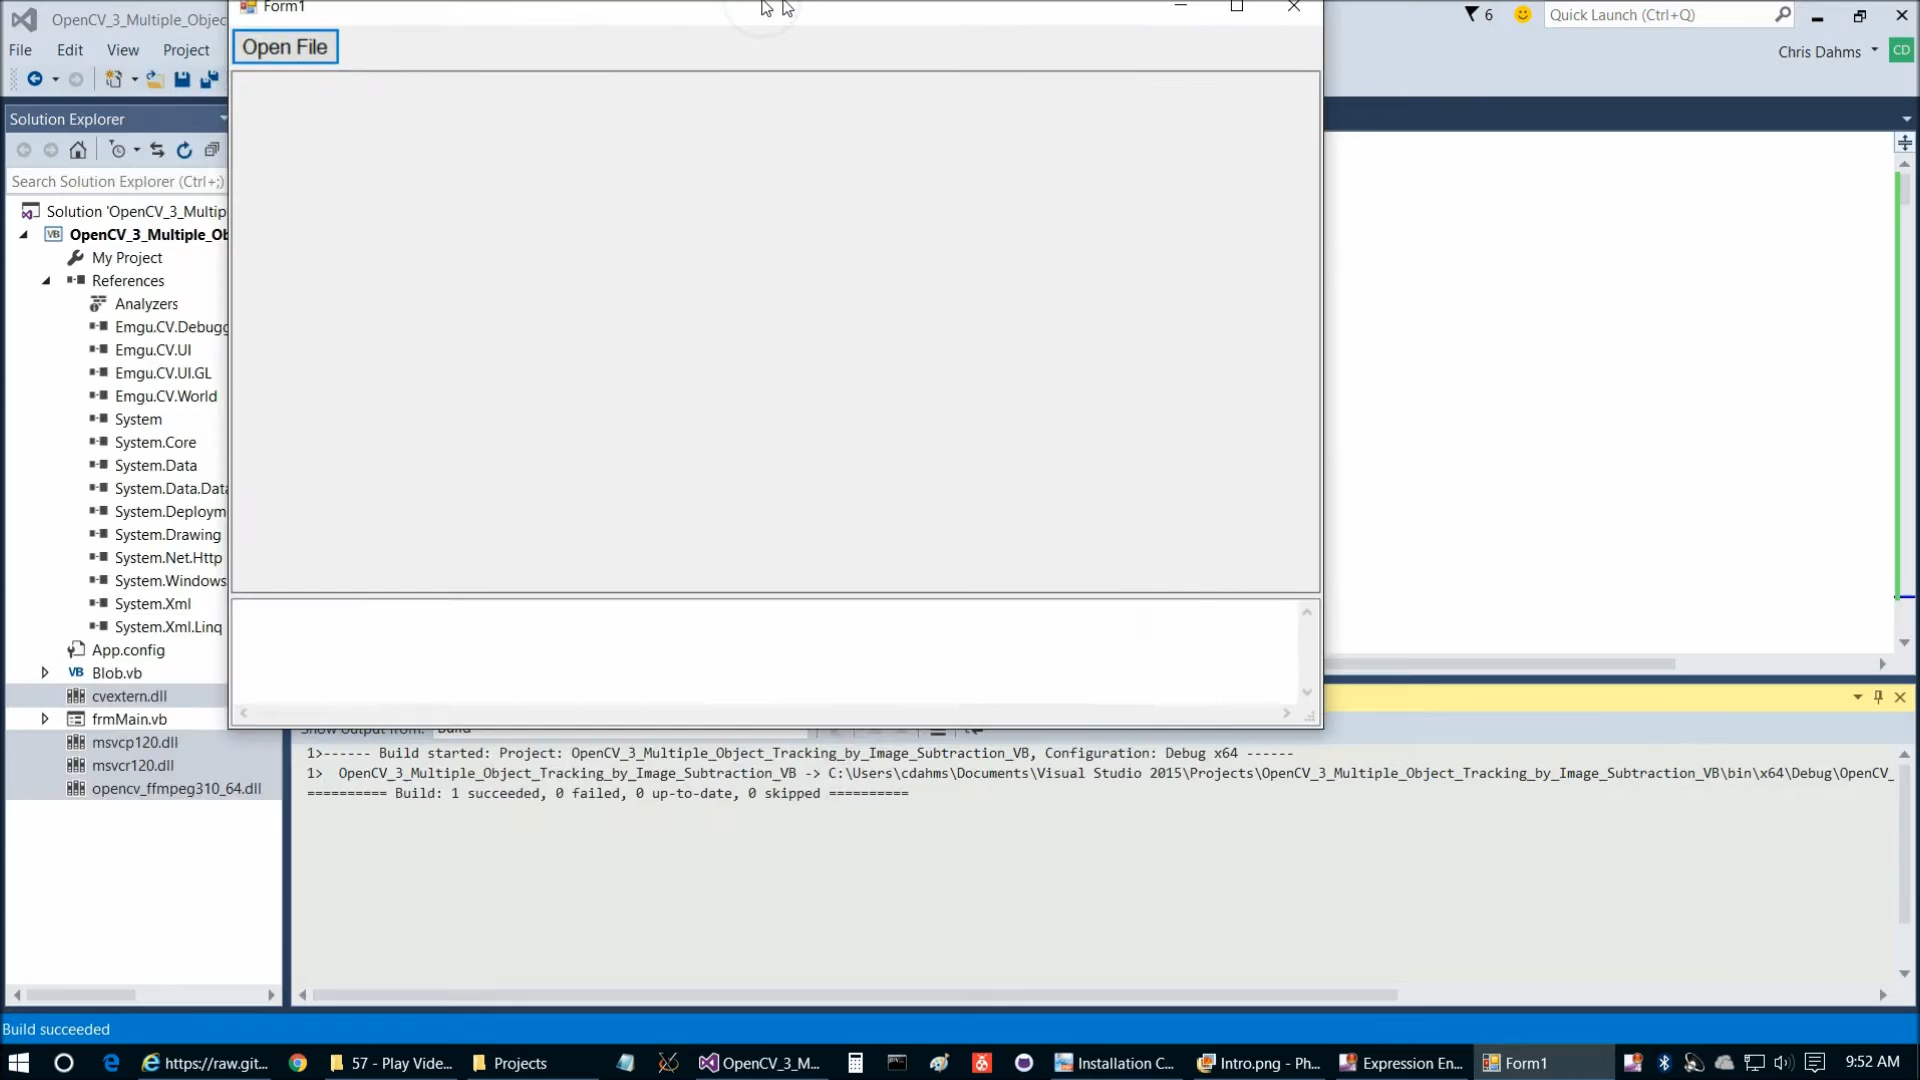 OpenCV_3_Multiple_Objec
Form1
6
Quick Launch (Ctrl+Q)
File Edit View Project
Open File
Chris Dahms
CD
Solution Explorer
Search Solution Explorer (Ctrl+;)
Solution 'OpenCV_3_Multip
VB OpenCV_3_Multiple_Ob
My Project
References
Analyzers
Emgu.CV.Debugg
Emgu.CV.UI
Emgu.CV.UI.GL
Emgu.CV.World
System
System.Core
System.Data
System.Data.Data
System.Deploym
System.Drawing
System.Net.Http
System.Windows
System.Xml
System.Xml.Linq
App.config
VB Blob.vb
cvextern.dll
frmMain.vb
msvcp120.dll
msvcr120.dll
opencv_ffmpeg310_64.dll
Show output from: Build
1>------ Build started: Project: OpenCV_3_Multiple_Object_Tracking_by_Image_Subtraction_VB, Configuration: Debug x64 ------
1>  OpenCV_3_Multiple_Object_Tracking_by_Image_Subtraction_VB -> C:\Users\cdahms\Documents\Visual Studio 2015\Projects\OpenCV_3_Multiple_Object_Tracking_by_Image_Subtraction_VB\bin\x64\Debug\OpenCV_
========== Build: 1 succeeded, 0 failed, 0 up-to-date, 0 skipped ==========
Build succeeded
https://raw.git... 57 - Play Vide... Projects OpenCV_3_M... Installation C... Intro.png - Ph... Expression En... Form1 9:52 AM